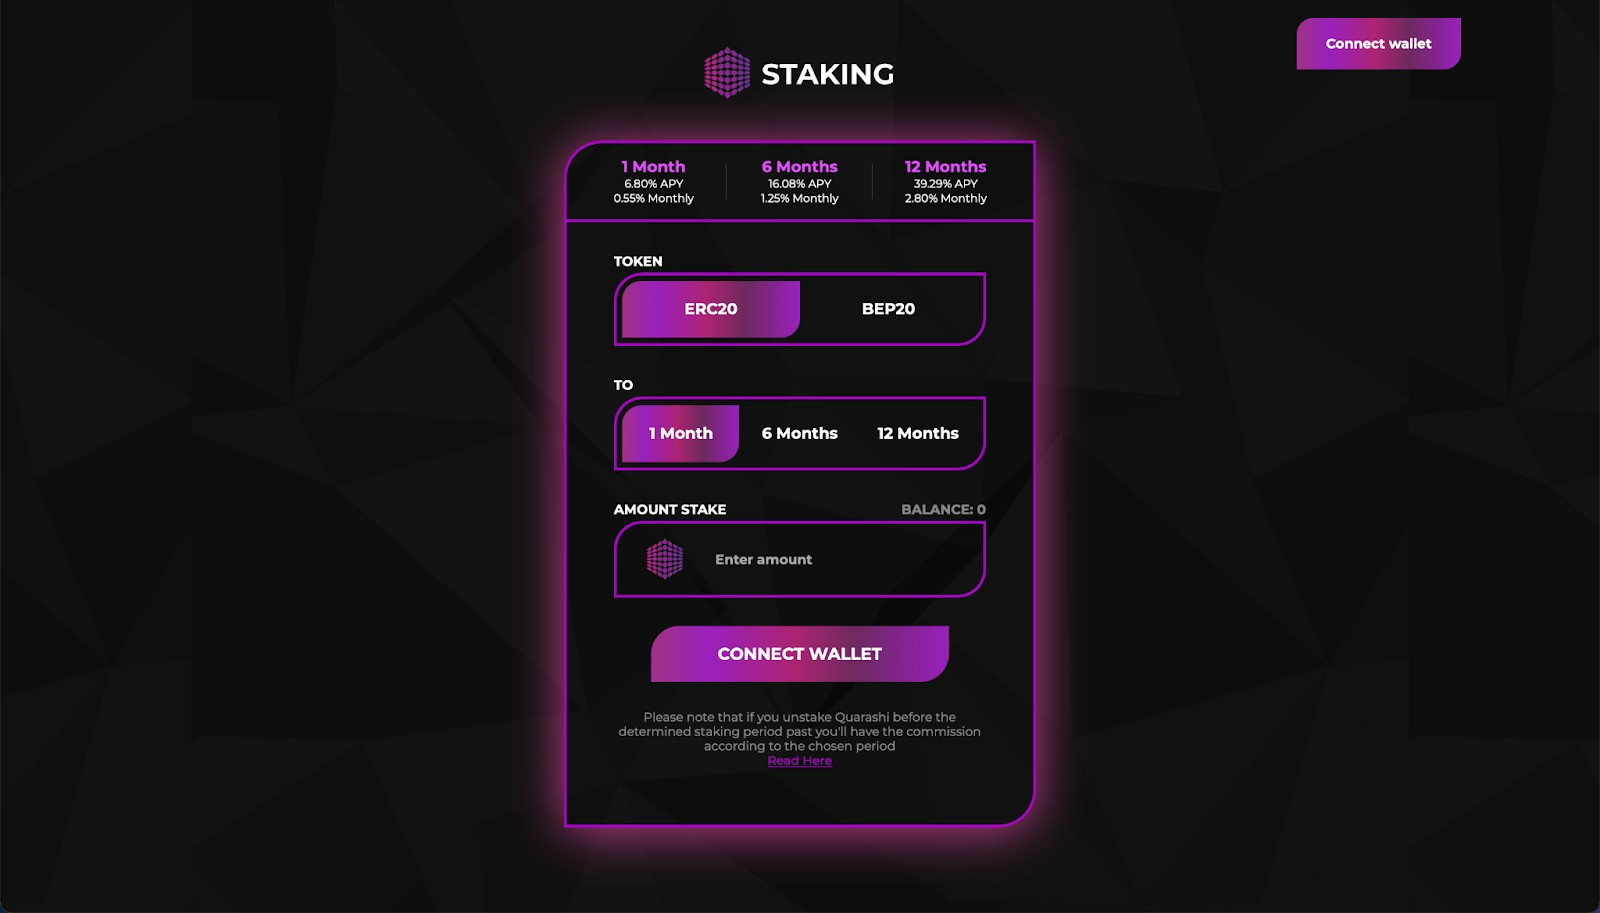 Connect wallet
STAKING
1 Month
6.80% APY
0.55% Monthly
6 Months
16.08% APY
1.25% Monthly
12 Months
39.29% APY
2.80% Monthly
TOKEN
ERC20
BEP20
TO
1 Month
6 Months
12 Months
AMOUNT STAKE
BALANCE: 0
Enter amount
CONNECT WALLET
Please note that if you unstake Quarashi before the
determined staking period past you'll have the commission
according to the chosen period
Read Here